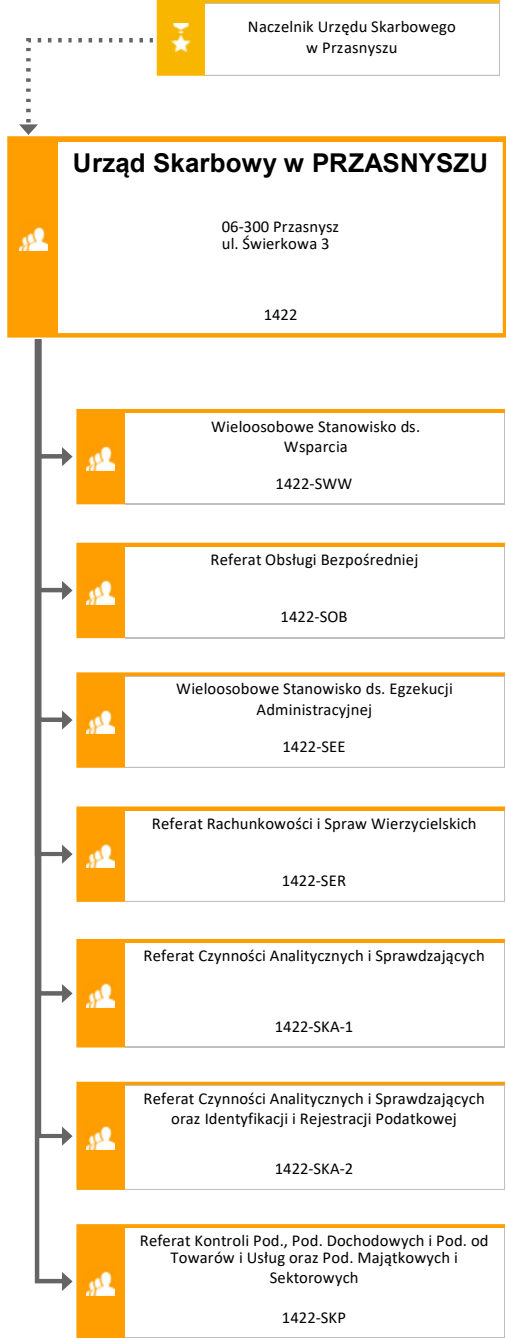 Naczelnik Urzędu Skarbowego
w Przasnyszu
Urząd Skarbowy w PRZASNYSZU
06-300 Przasnysz
ul. Świerkowa 3
1422
Wieloosobowe Stanowisko ds.
Wsparcia
1422-SWW
Referat Obsługi Bezpośredniej
1422-SOB
Wieloosobowe Stanowisko ds. Egzekucji
Administracyjnej
1422-SEE
Referat Rachunkowości i Spraw Wierzycielskich
1422-SER
Referat Czynności Analitycznych i Sprawdzających
1422-SKA-1
Referat Czynności Analitycznych i Sprawdzających
oraz Identyfikacji i Rejestracji Podatkowej
1422-SKA-2
Referat Kontroli Pod., Pod. Dochodowych i Pod. od
Towarów i Usług oraz Pod. Majątkowych i
Sektorowych
1422-SKP